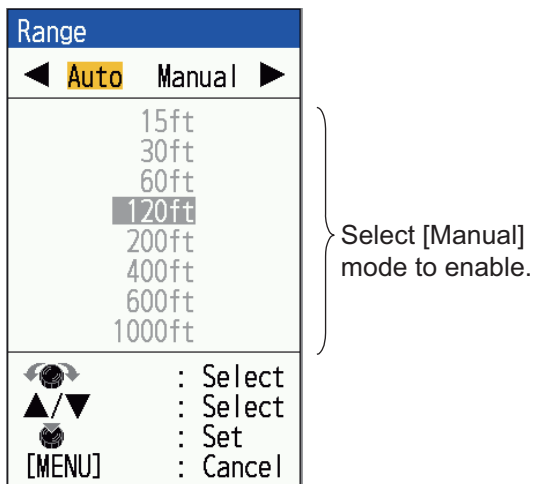 Range
◀ Auto Manual ▶
15ft
30ft
60ft
120ft
200ft
400ft
600ft
1000ft
Select [Manual]
mode to enable.
: Select
▲/▼ : Select
: Set
[MENU] : Cancel